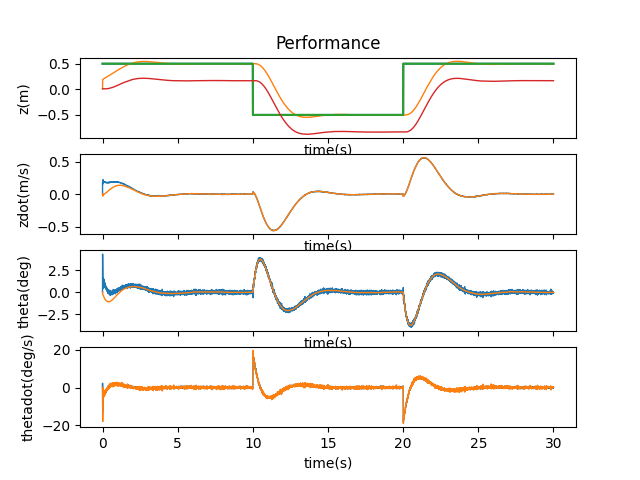 Performance
z(m)
0.5
0.0
−0.5
time(s)
zdot(m/s)
0.5
0.0
−0.5
time(s)
theta(deg)
2.5
0.0
−2.5
time(s)
thetadot(deg/s)
20
0
−20
0 5 10 15 20 25 30
time(s)